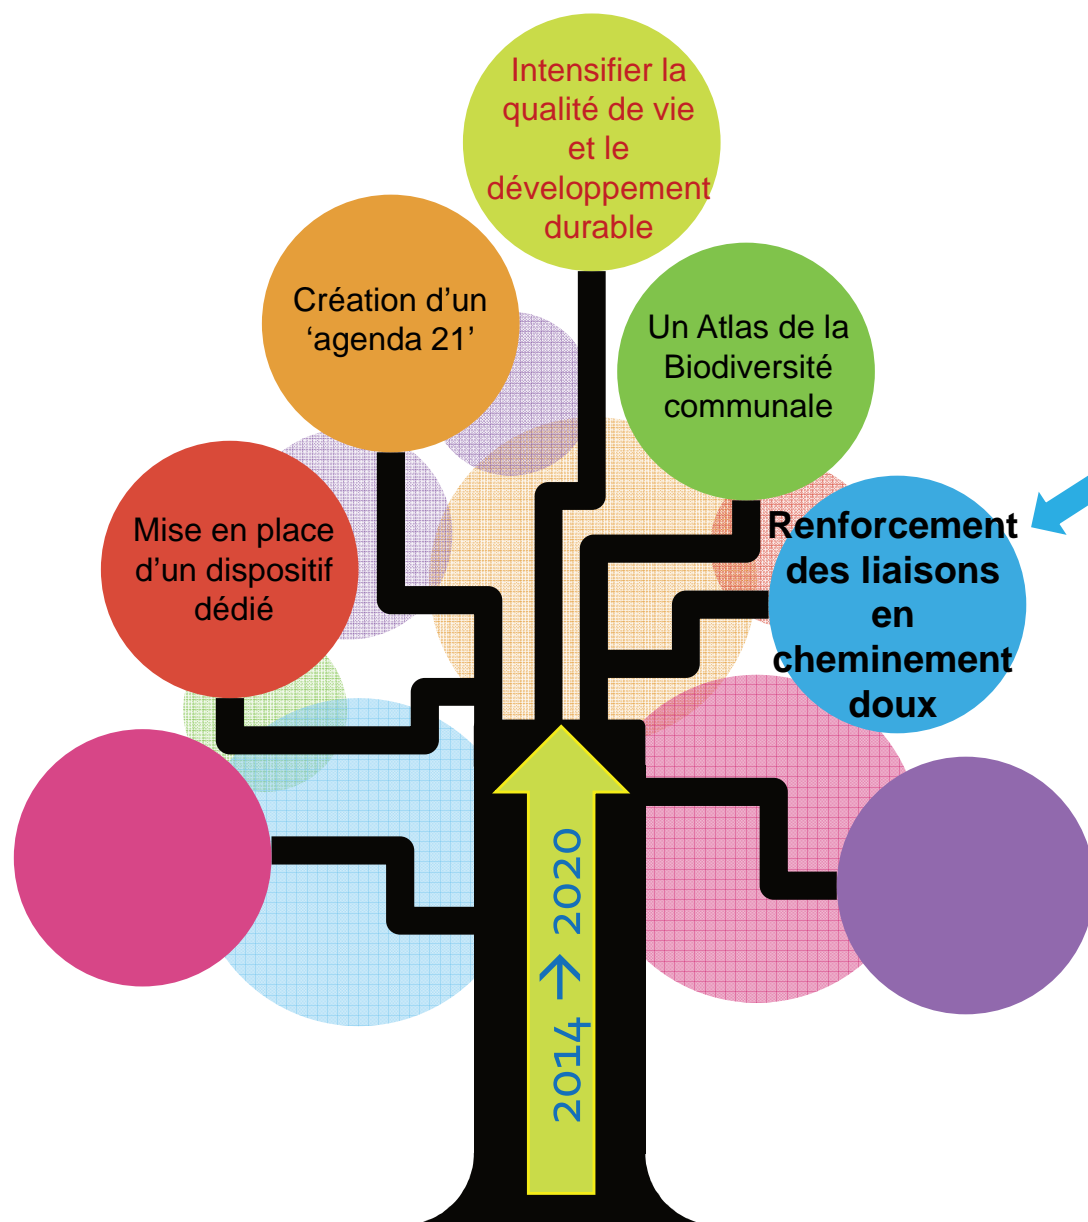 Intensifier la
qualité de vie
et le
développement
durable
Création d’un
‘agenda 21’
Un Atlas de la
Biodiversité
communale
Mise en place
d’un dispositif
dédié
Renforcement
des liaisons
en
cheminement
doux
2014 → 2020